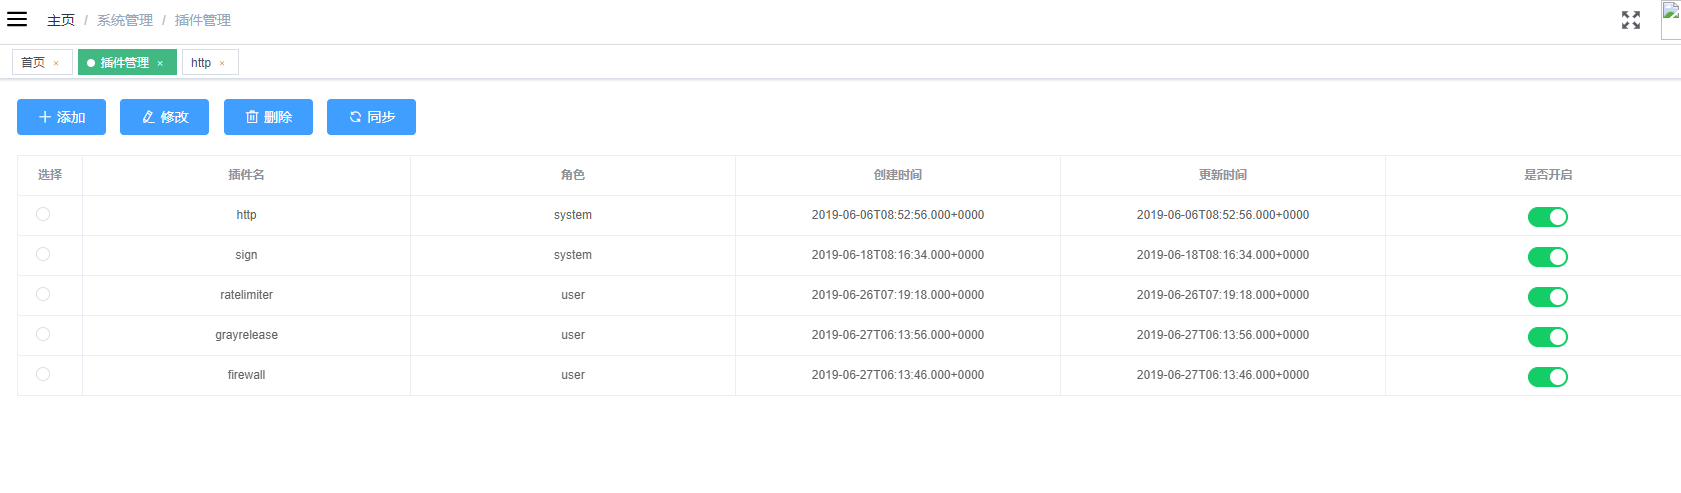 主页 / 系统管理 / 插件管理
首页 × 插件管理 × http ×
添加 修改 删除 同步
选择 插件名 角色 创建时间 更新时间 是否开启
http system 2019-06-06T08:52:56.000+0000 2019-06-06T08:52:56.000+0000
sign system 2019-06-18T08:16:34.000+0000 2019-06-18T08:16:34.000+0000
ratelimiter user 2019-06-26T07:19:18.000+0000 2019-06-26T07:19:18.000+0000
grayrelease user 2019-06-27T06:13:56.000+0000 2019-06-27T06:13:56.000+0000
firewall user 2019-06-27T06:13:46.000+0000 2019-06-27T06:13:46.000+0000